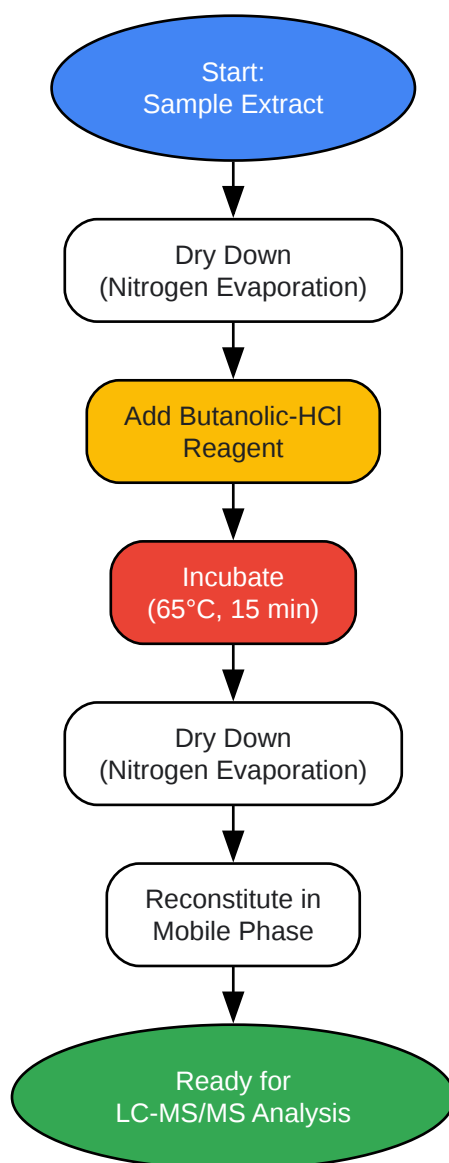 Start:
Sample Extract
Dry Down
(Nitrogen Evaporation)
Add Butanolic-HCl
Reagent
Incubate
(65°C, 15 min)
Dry Down
(Nitrogen Evaporation)
Reconstitute in
Mobile Phase
Ready for
LC-MS/MS Analysis